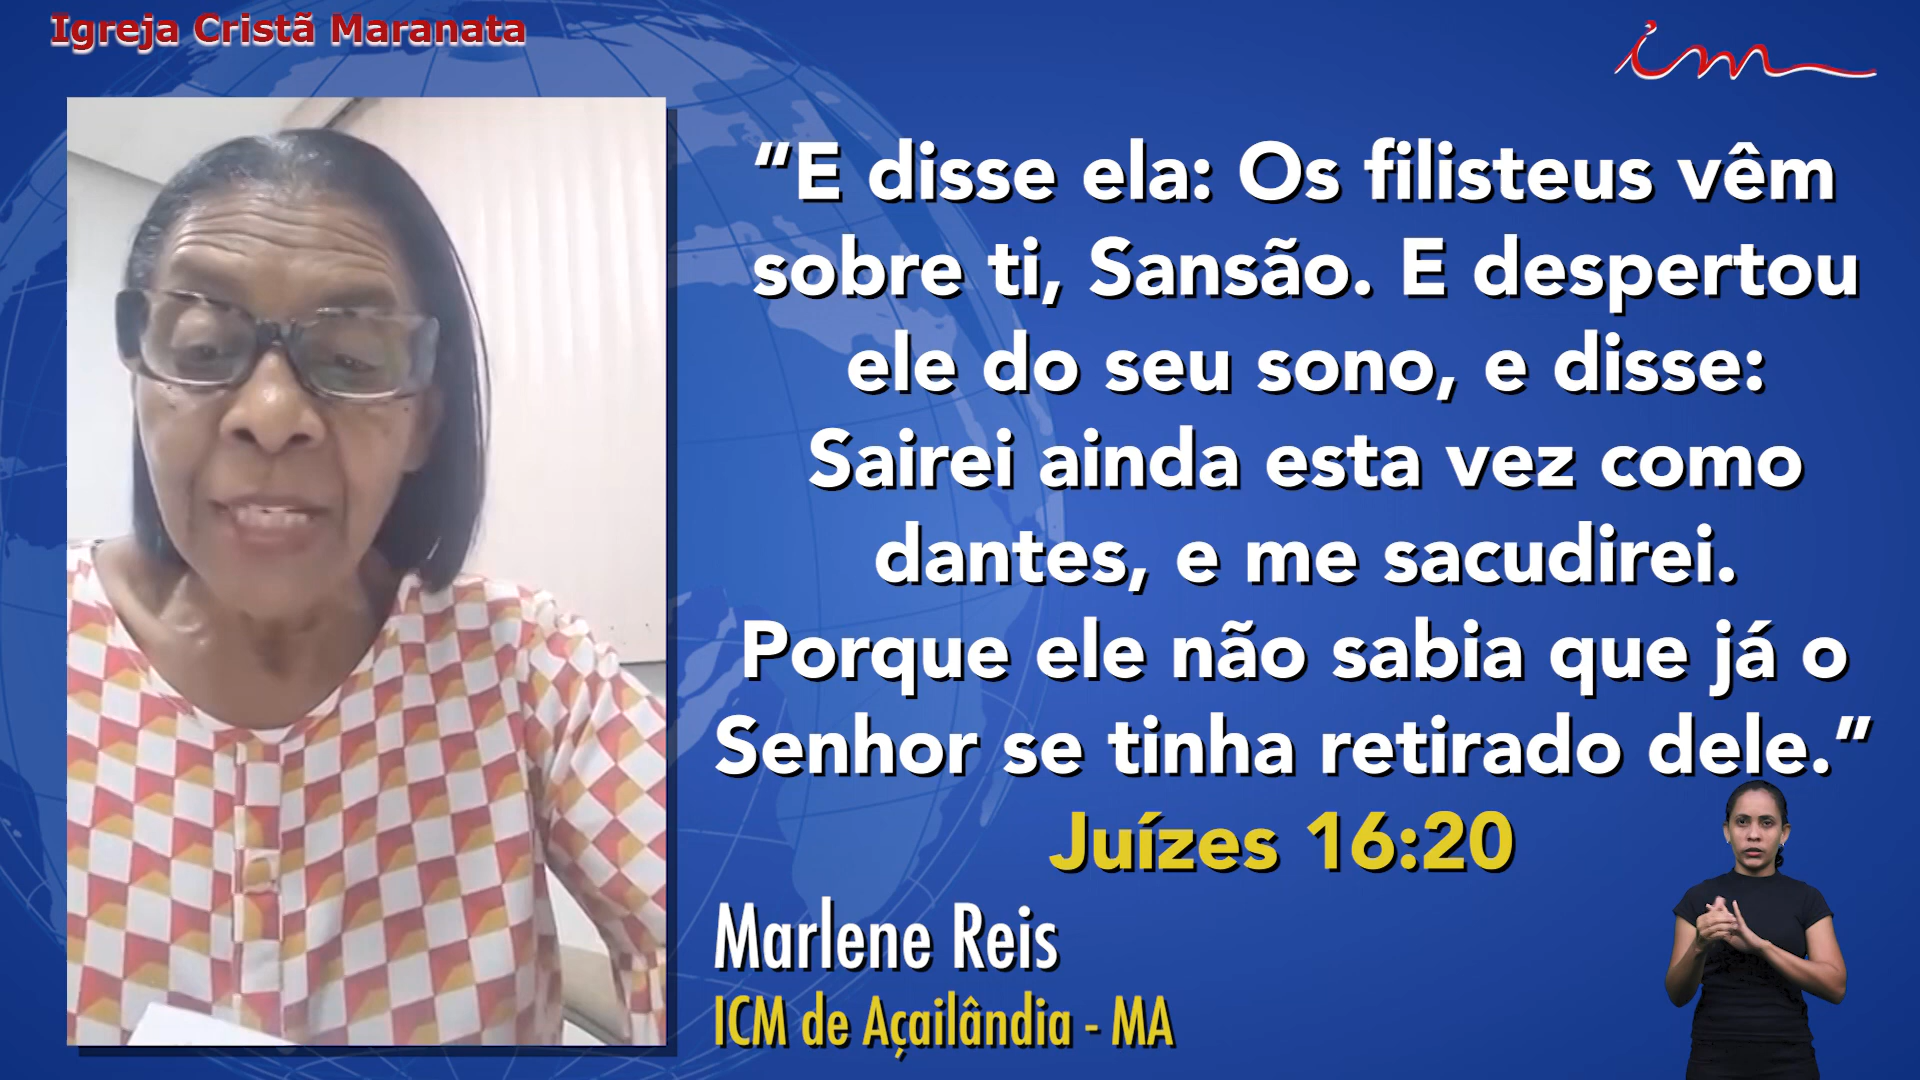 Igreja Cristã Maranata
im
“E disse ela: Os filisteus vêm
sobre ti, Sansão. E despertou
ele do seu sono, e disse:
Sairei ainda esta vez como
dantes, e me sacudirei.
Porque ele não sabia que já o
Senhor se tinha retirado dele.”
Juízes 16:20
Marlene Reis
ICM de Açailândia - MA